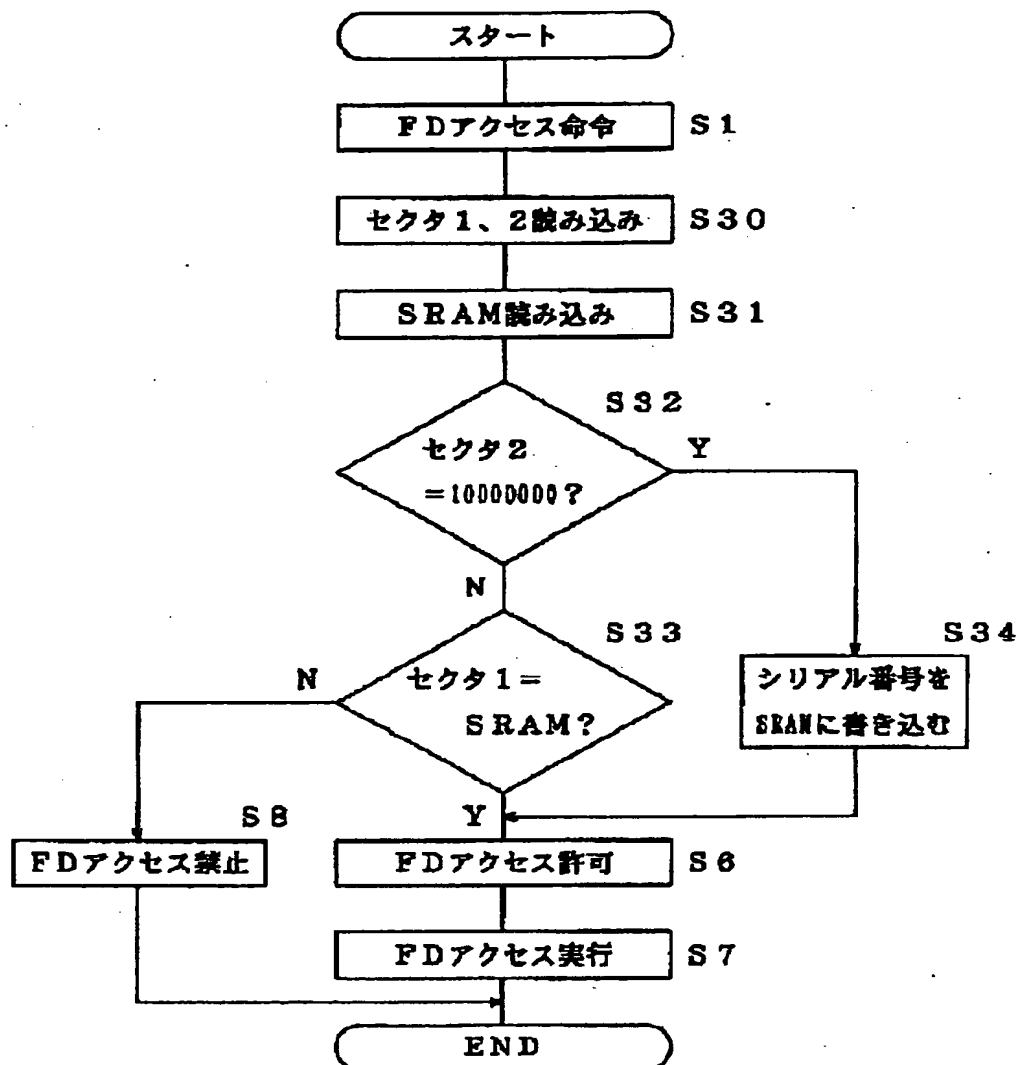 スタート
FDアクセス命令 S1
セクタ1、2読み込み S30
SRAM読み込み S31
S32
セクタ2
=10000000?
Y
N
S33
セクタ1=
SRAM?
N
Y
S34
シリアル番号を
SRAMに書き込む
S8
FDアクセス禁止
FDアクセス許可 S6
FDアクセス実行 S7
END